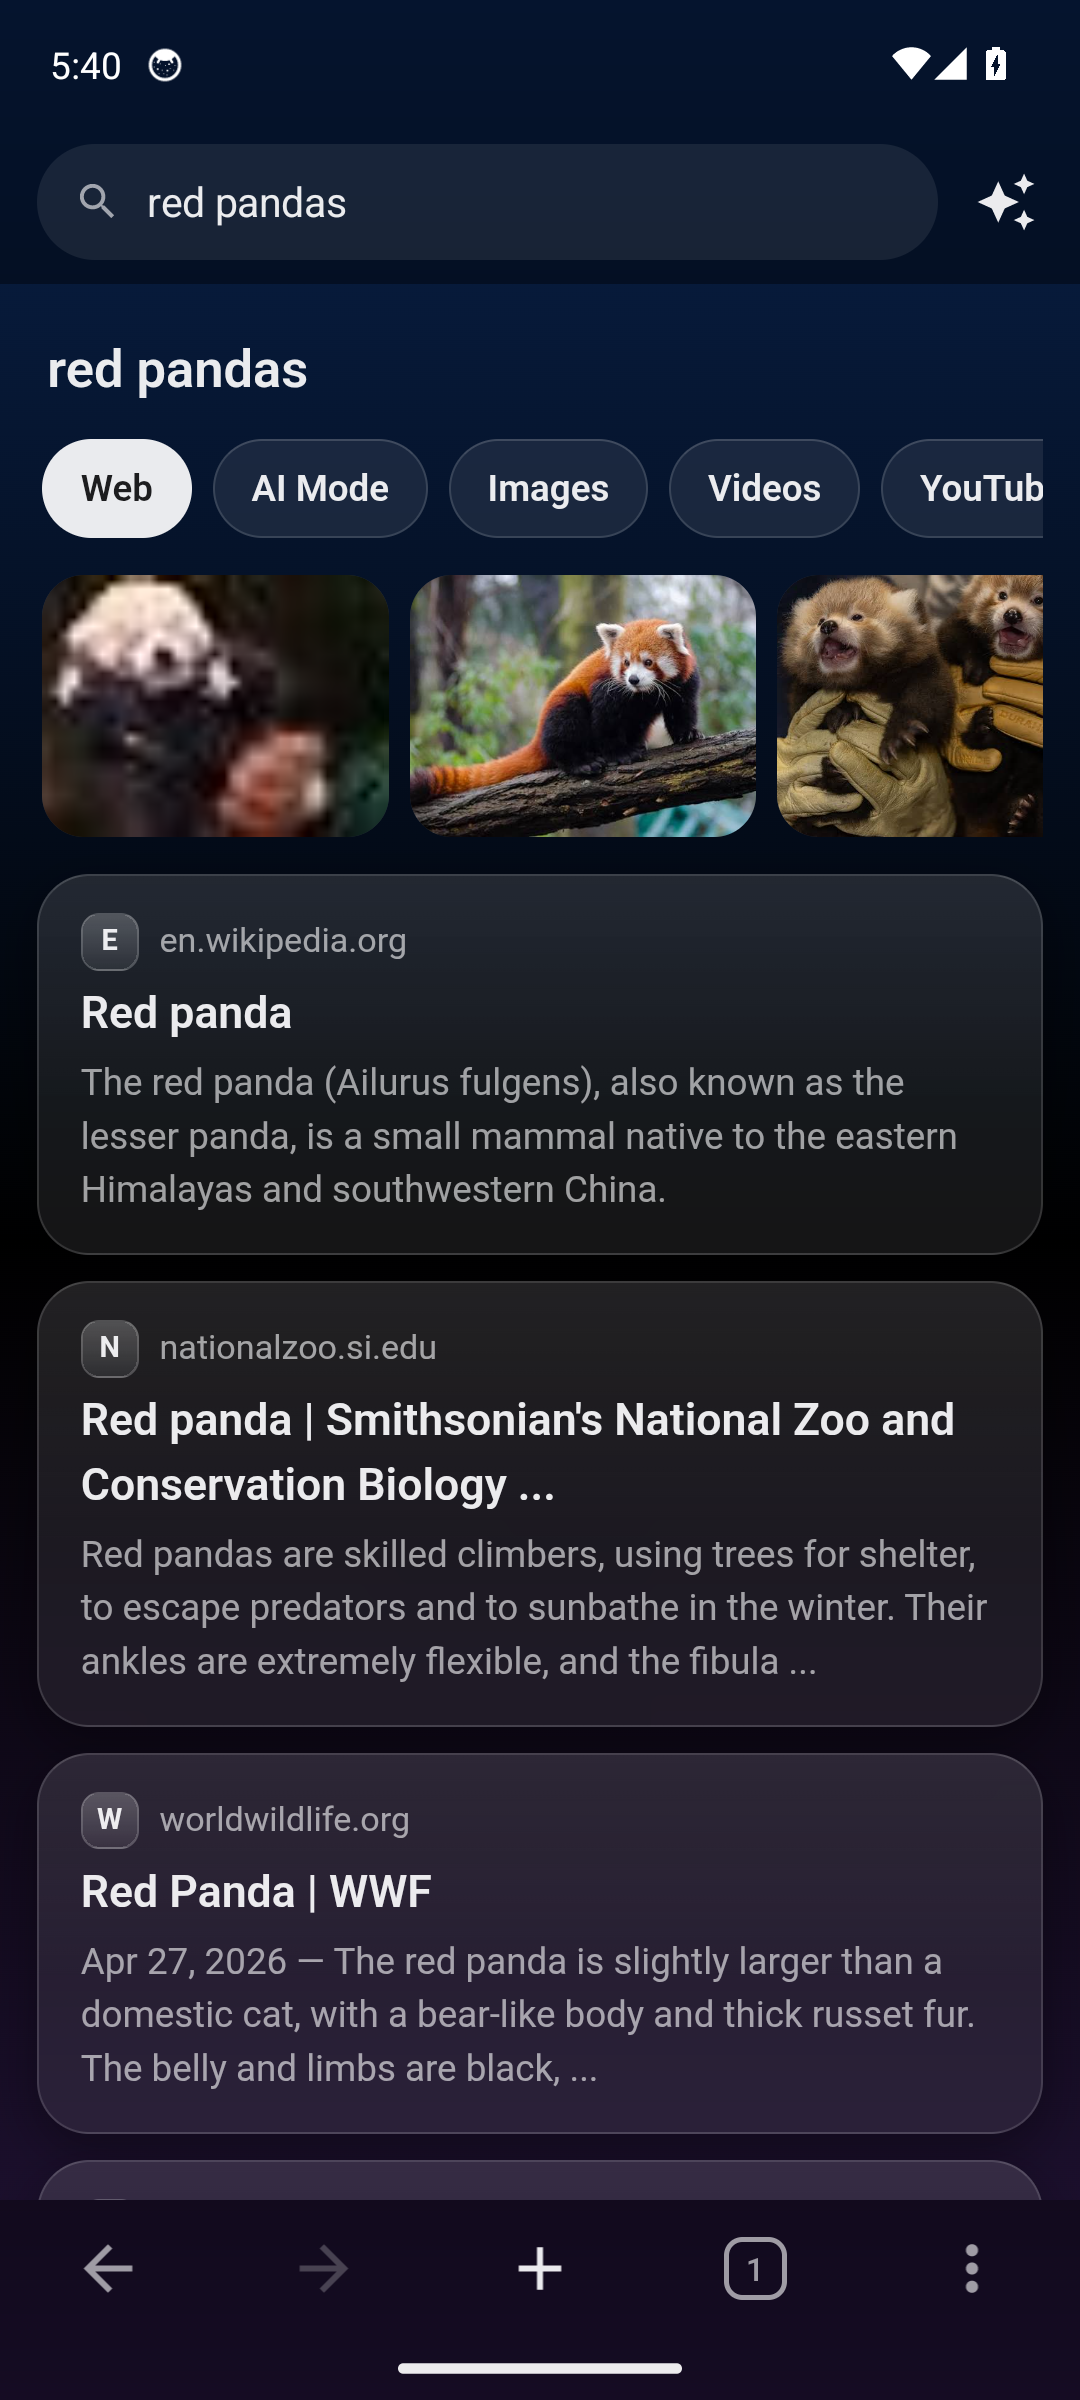 5:40
red pandas
red pandas
Web
AI Mode
Images
Videos
YouTub
E
en.wikipedia.org
Red panda
The red panda (Ailurus fulgens), also known as the
lesser panda, is a small mammal native to the eastern
Himalayas and southwestern China.
N
nationalzoo.si.edu
Red panda | Smithsonian's National Zoo and
Conservation Biology ...
Red pandas are skilled climbers, using trees for shelter,
to escape predators and to sunbathe in the winter. Their
ankles are extremely flexible, and the fibula ...
W
worldwildlife.org
Red Panda | WWF
Apr 27, 2026 — The red panda is slightly larger than a
domestic cat, with a bear-like body and thick russet fur.
The belly and limbs are black, ...
1